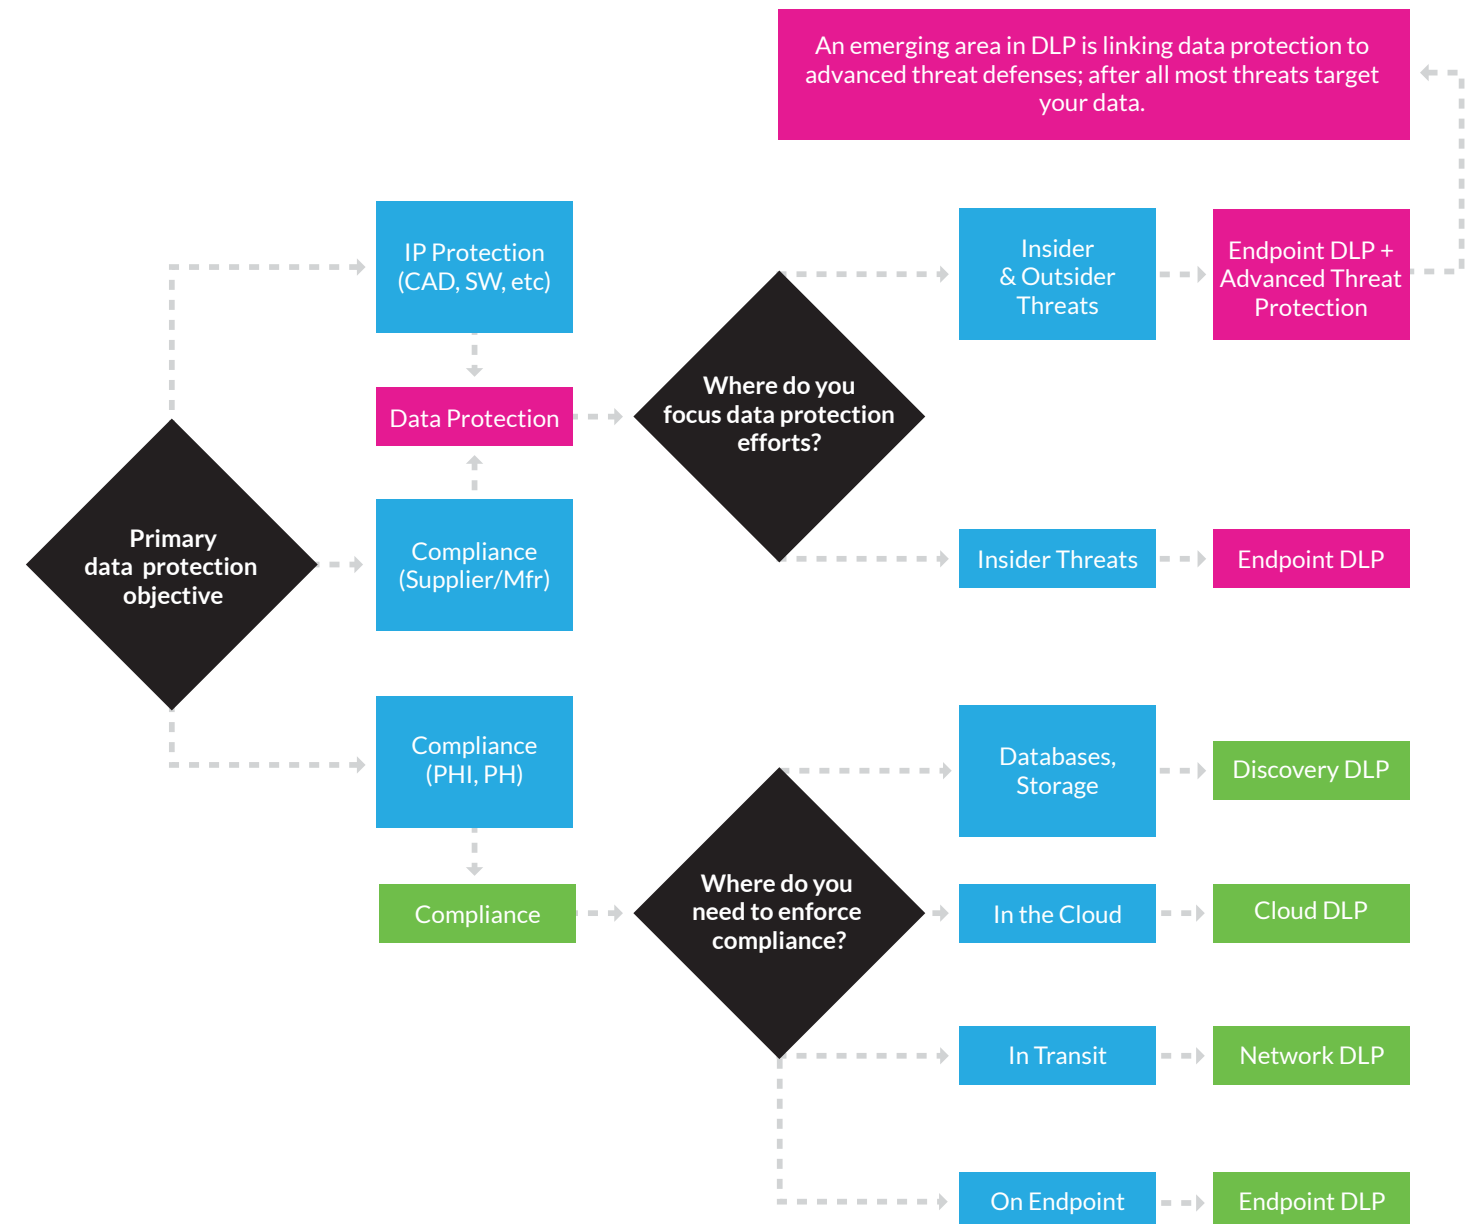 An emerging area in DLP is linking data protection to
advanced threat defenses; after all most threats target
your data.
IP Protection
(CAD, SW, etc)
Insider
& Outsider
Threats
Endpoint DLP +
Advanced Threat
Protection
Data Protection
Where do you
focus data protection
efforts?
Primary
data protection
objective
Compliance
(Supplier/Mfr)
Insider Threats
Endpoint DLP
Compliance
(PHI, PH)
Databases,
Storage
Discovery DLP
Compliance
Where do you
need to enforce
compliance?
In the Cloud
Cloud DLP
In Transit
Network DLP
On Endpoint
Endpoint DLP